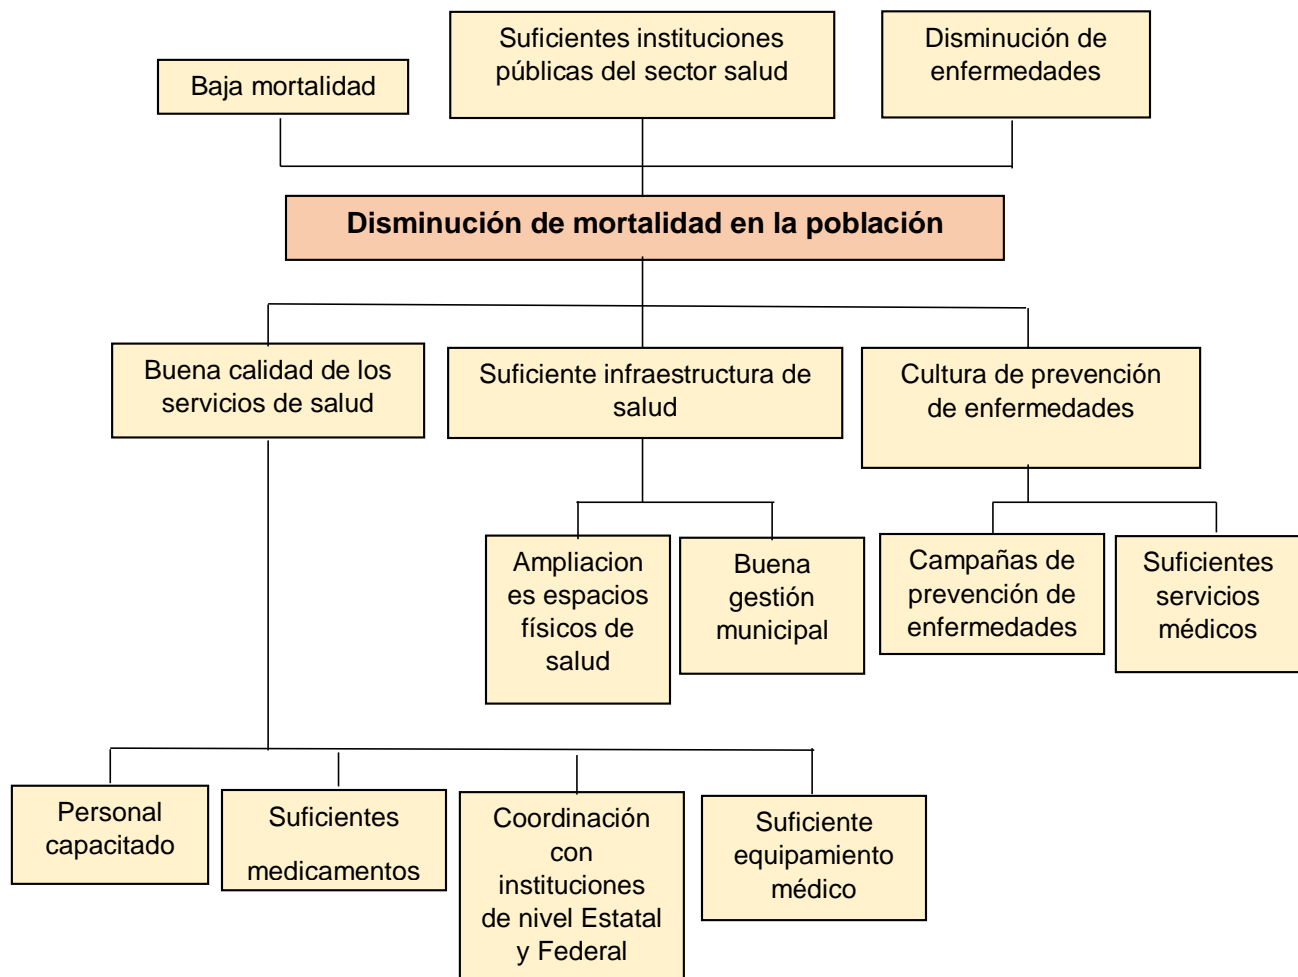 Baja mortalidad
Suficientes instituciones
públicas del sector salud
Disminución de
enfermedades
Disminución de mortalidad en la población
Buena calidad de los
servicios de salud
Suficiente infraestructura de
salud
Cultura de prevención
de enfermedades
Ampliacion
es espacios
físicos de
salud
Buena
gestión
municipal
Campañas de
prevención de
enfermedades
Suficientes
servicios
médicos
Personal
capacitado
Suficientes
medicamentos
Coordinación
con
instituciones
de nivel Estatal
y Federal
Suficiente
equipamiento
médico